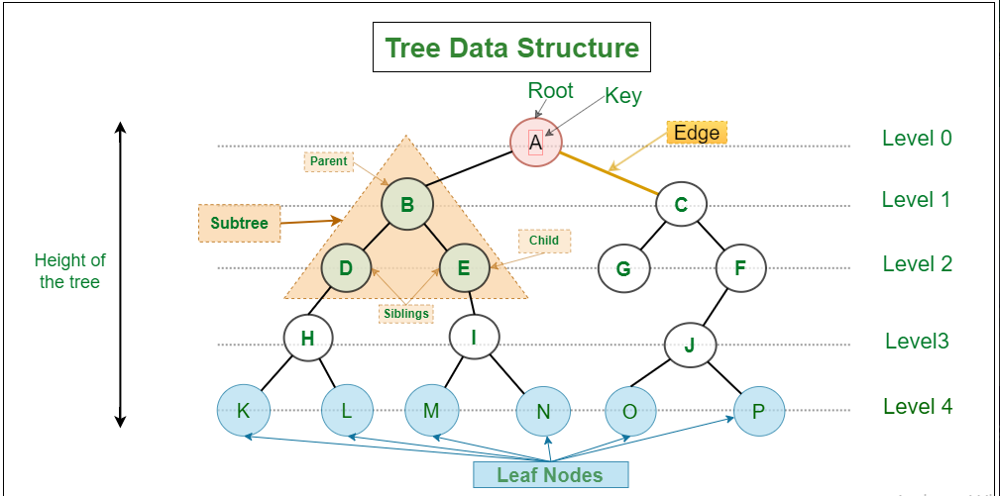 Tree Data Structure
Root
Key
A
Edge
Level 0
Parent
B
C
Level 1
Subtree
Child
D
E
G
F
Level 2
Height of
the tree
Siblings
H
I
J
Level3
K
L
M
N
O
P
Level 4
Leaf Nodes